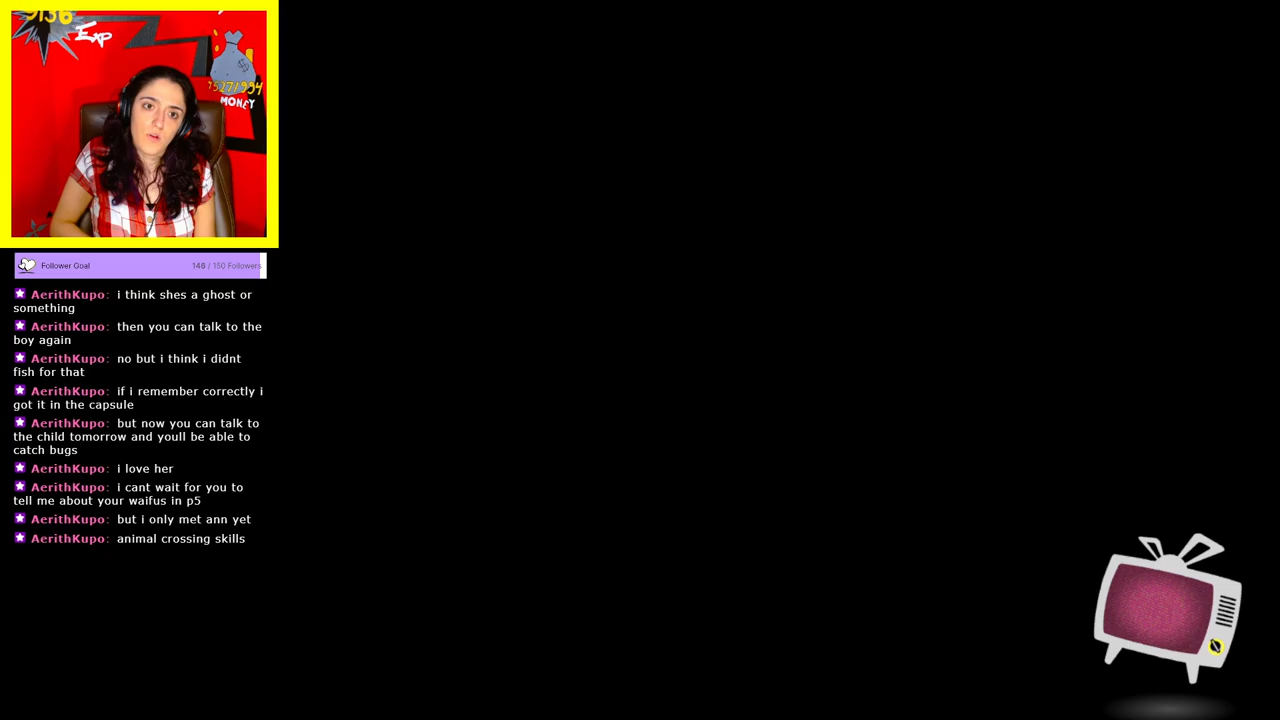 9136
Exp
7527/994
MONEY
Follower Goal 146 / 150 Followers
AerithKupo: i think shes a ghost or
something
AerithKupo: then you can talk to the
boy again
AerithKupo: no but i think i didnt
fish for that
AerithKupo: if i remember correctly i
got it in the capsule
AerithKupo: but now you can talk to
the child tomorrow and youll be able to
catch bugs
AerithKupo: i love her
AerithKupo: i cant wait for you to
tell me about your waifus in p5
AerithKupo: but i only met ann yet
AerithKupo: animal crossing skills